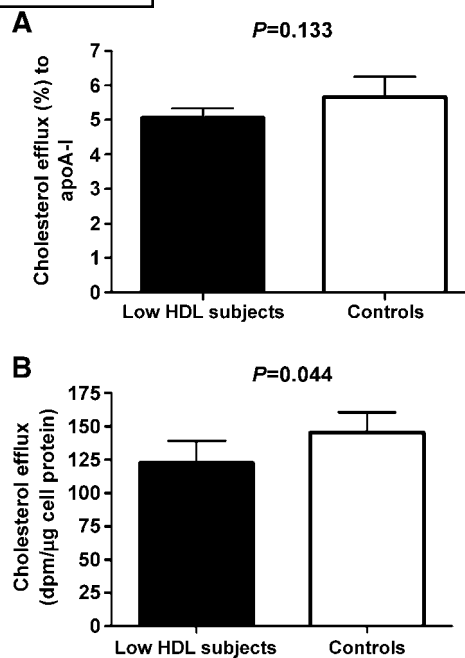 A
P=0.133
Cholesterol efflux (%) to
apoA-I
7
6
5
4
3
2
1
0
Low HDL subjects
Controls
B
P=0.044
Cholesterol efflux
(dpm/µg cell protein)
175
150
125
100
75
50
25
0
Low HDL subjects
Controls